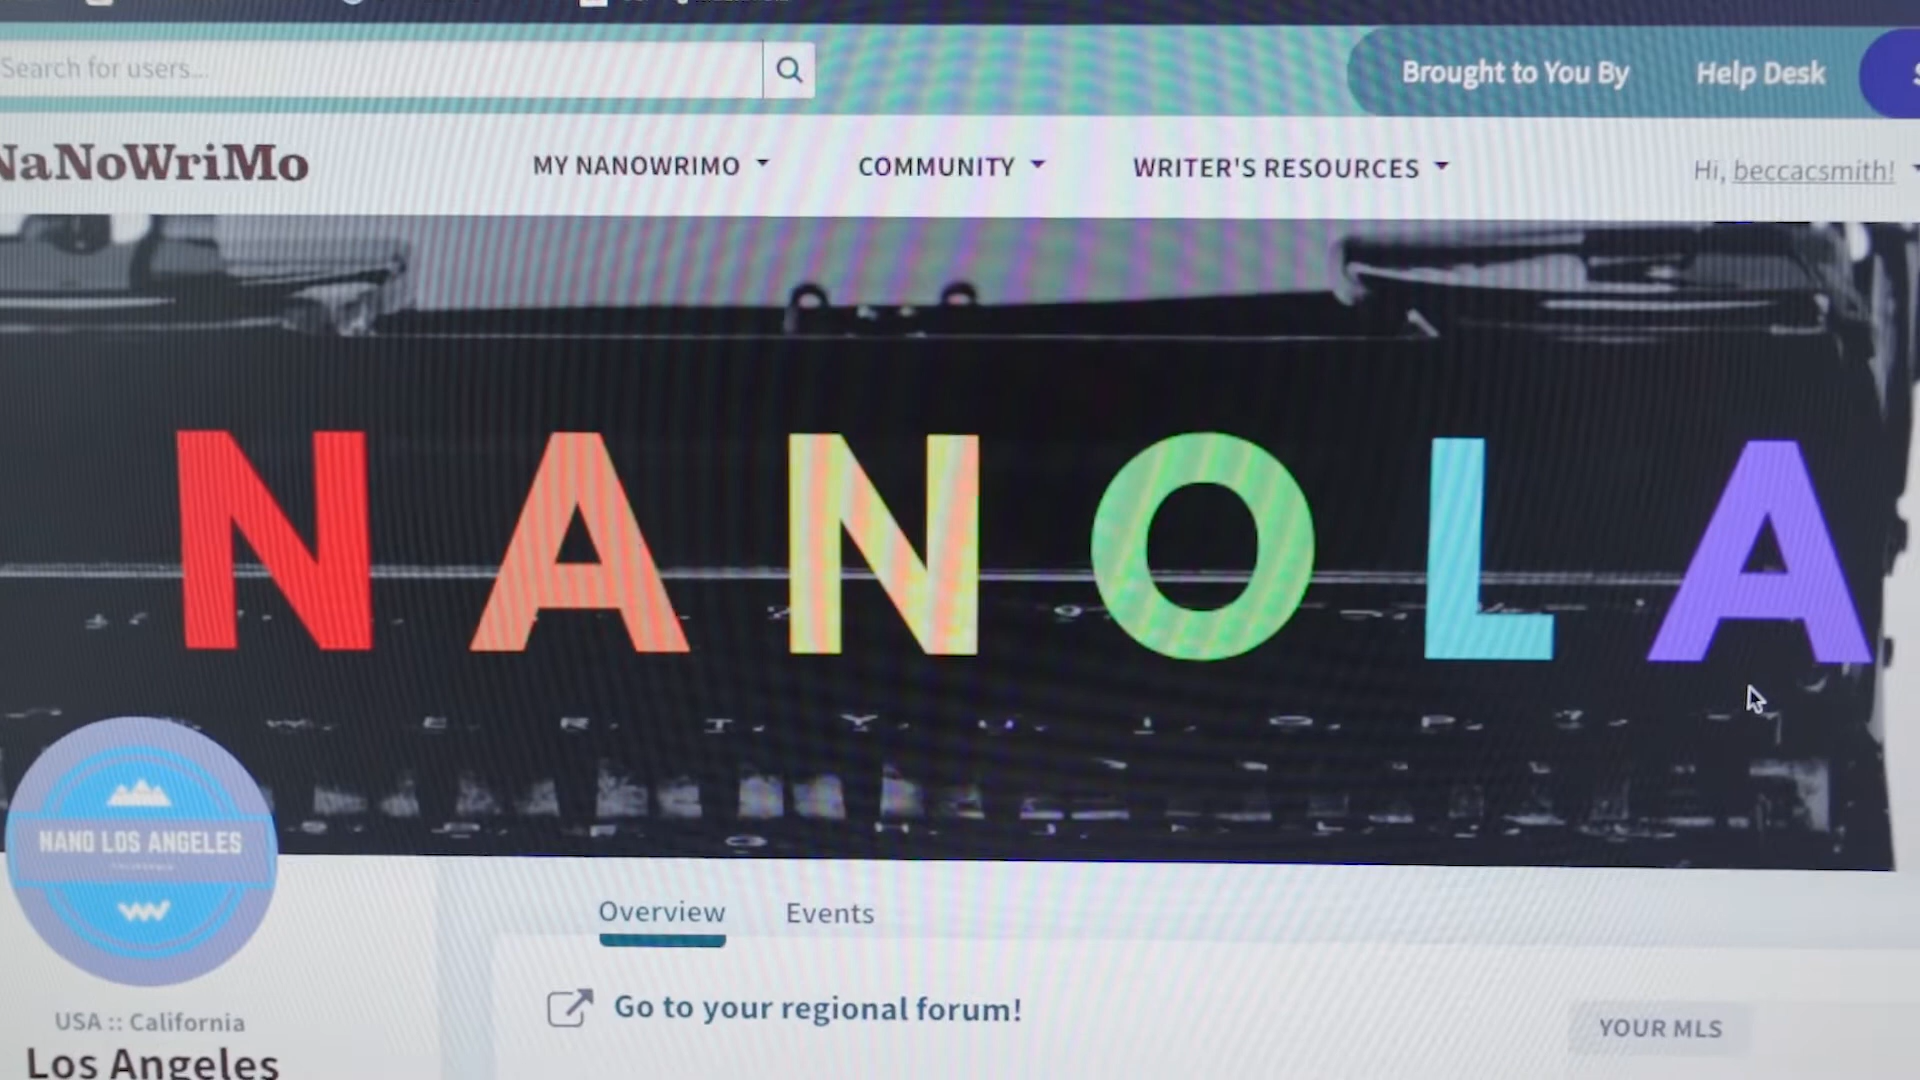 Search for users...
Brought to You By
Help Desk
NaNoWriMo
MY NANOWRIMO
COMMUNITY
WRITER'S RESOURCES
Hi, beccacsmith!
NANOLA
W E R T Y U I O P
NANO LOS ANGELES
Overview
Events
Go to your regional forum!
USA :: California
YOUR MLS
Los Angeles